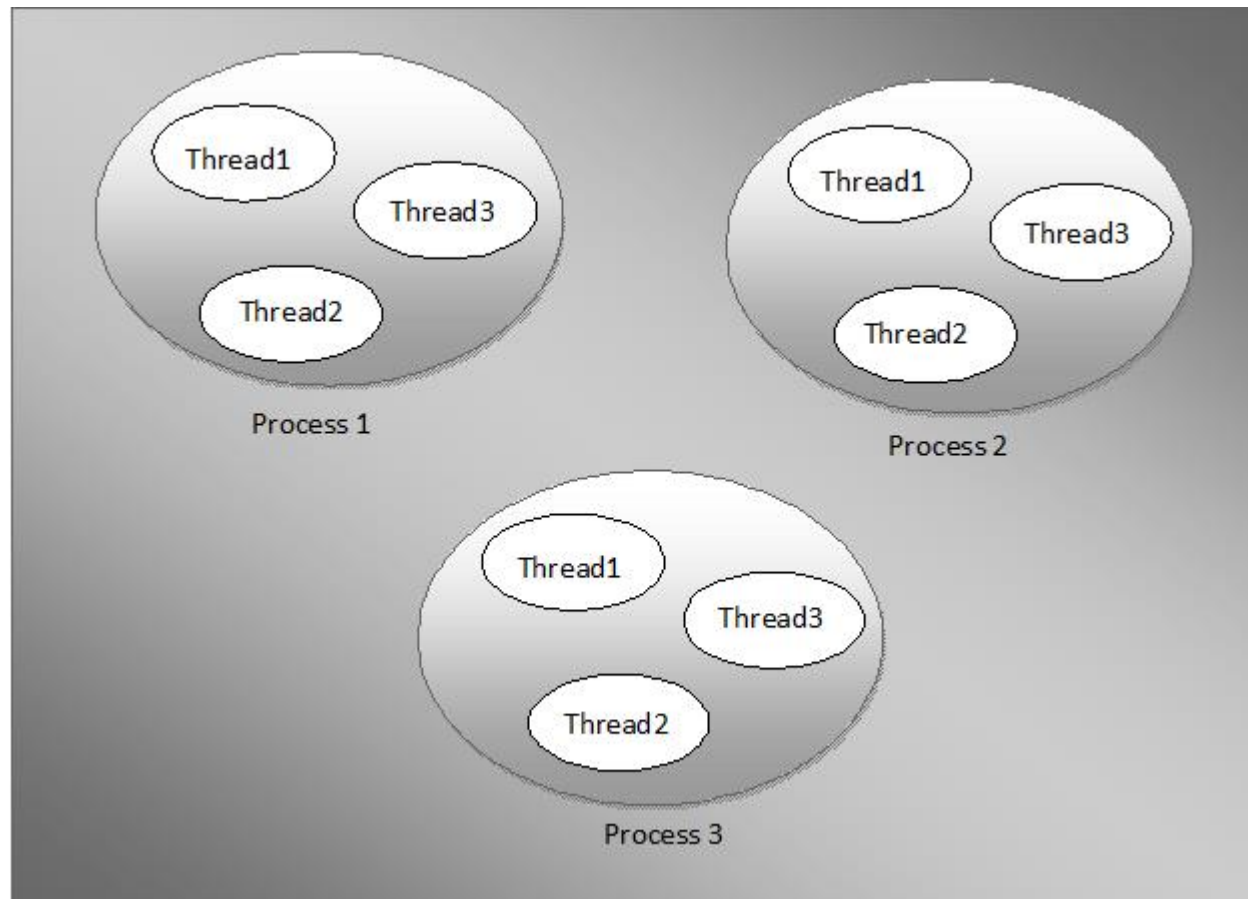 Thread1
Thread3
Thread2
Process 1
Thread1
Thread3
Thread2
Process 2
Thread1
Thread3
Thread2
Process 3